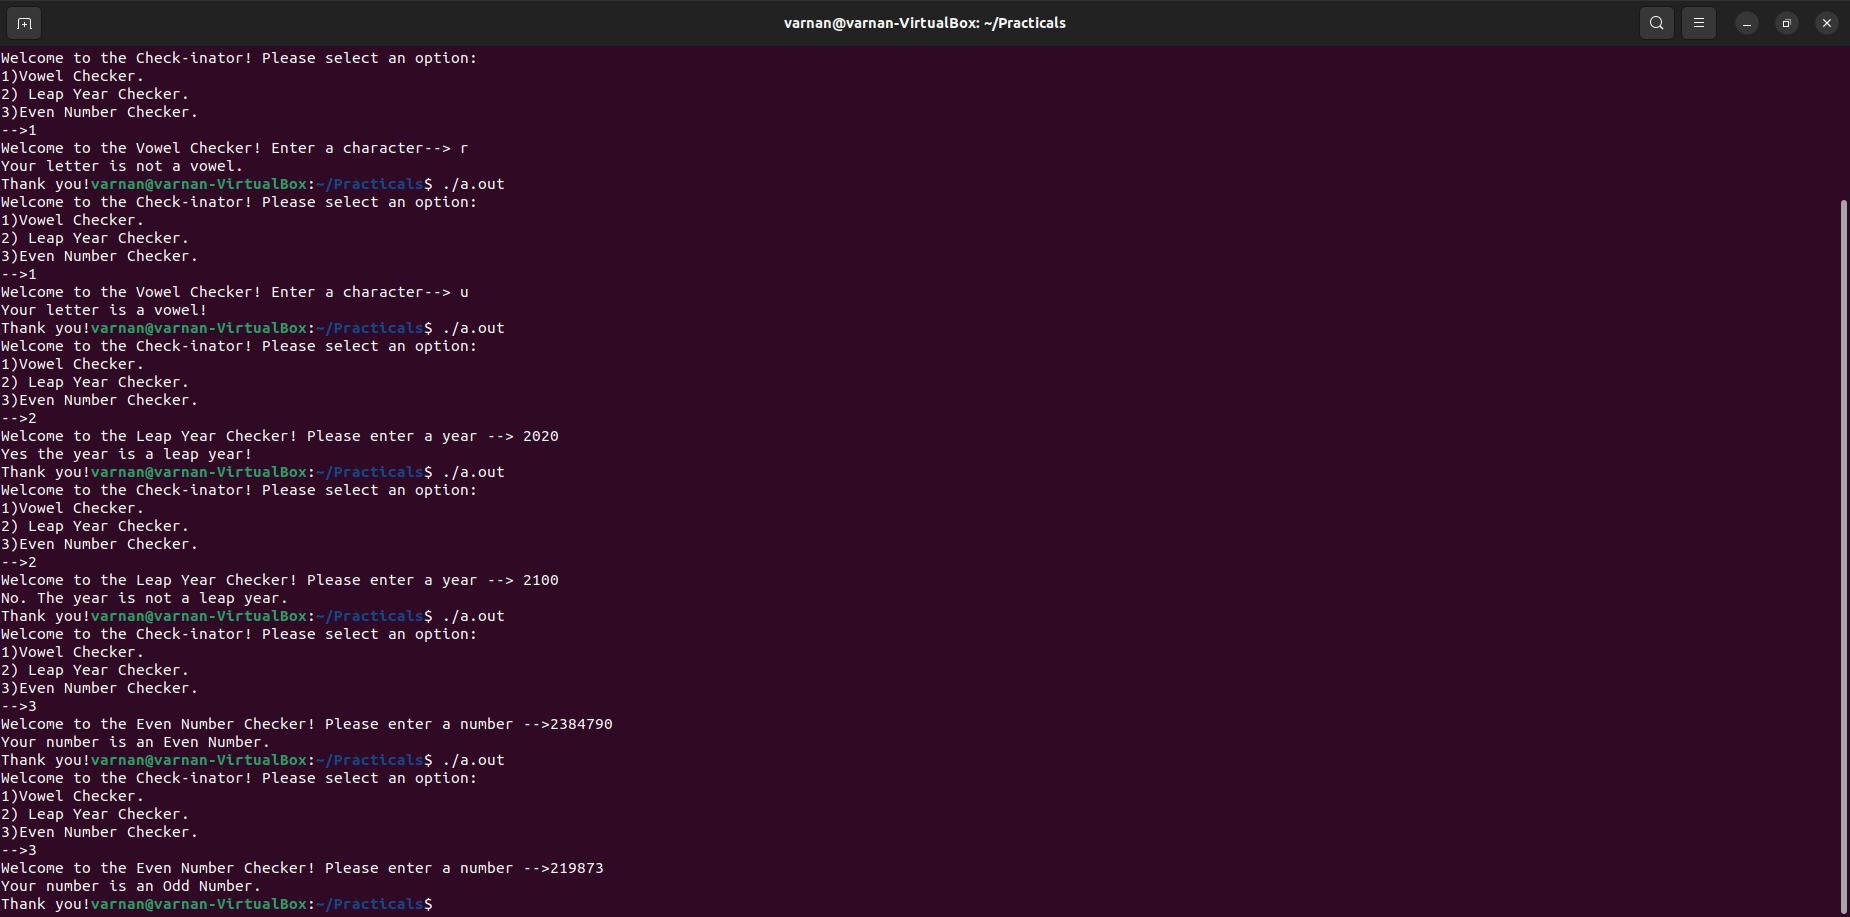 varnan@varnan-VirtualBox: ~/Practicals
Welcome to the Check-inator! Please select an option:
1)Vowel Checker.
2) Leap Year Checker.
3)Even Number Checker.
-->1
Welcome to the Vowel Checker! Enter a character--> r
Your letter is not a vowel.
Thank you!varnan@varnan-VirtualBox:~/Practicals$ ./a.out
Welcome to the Check-inator! Please select an option:
1)Vowel Checker.
2) Leap Year Checker.
3)Even Number Checker.
-->1
Welcome to the Vowel Checker! Enter a character--> u
Your letter is a vowel!
Thank you!varnan@varnan-VirtualBox:~/Practicals$ ./a.out
Welcome to the Check-inator! Please select an option:
1)Vowel Checker.
2) Leap Year Checker.
3)Even Number Checker.
-->2
Welcome to the Leap Year Checker! Please enter a year --> 2020
Yes the year is a leap year!
Thank you!varnan@varnan-VirtualBox:~/Practicals$ ./a.out
Welcome to the Check-inator! Please select an option:
1)Vowel Checker.
2) Leap Year Checker.
3)Even Number Checker.
-->2
Welcome to the Leap Year Checker! Please enter a year --> 2100
No. The year is not a leap year.
Thank you!varnan@varnan-VirtualBox:~/Practicals$ ./a.out
Welcome to the Check-inator! Please select an option:
1)Vowel Checker.
2) Leap Year Checker.
3)Even Number Checker.
-->3
Welcome to the Even Number Checker! Please enter a number -->2384790
Your number is an Even Number.
Thank you!varnan@varnan-VirtualBox:~/Practicals$ ./a.out
Welcome to the Check-inator! Please select an option:
1)Vowel Checker.
2) Leap Year Checker.
3)Even Number Checker.
-->3
Welcome to the Even Number Checker! Please enter a number -->219873
Your number is an Odd Number.
Thank you!varnan@varnan-VirtualBox:~/Practicals$